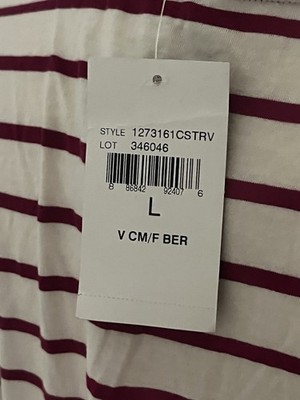 STYLE 1273161CSTRV
LOT 346046
8 86842 92407 6
L
V CM/F BER